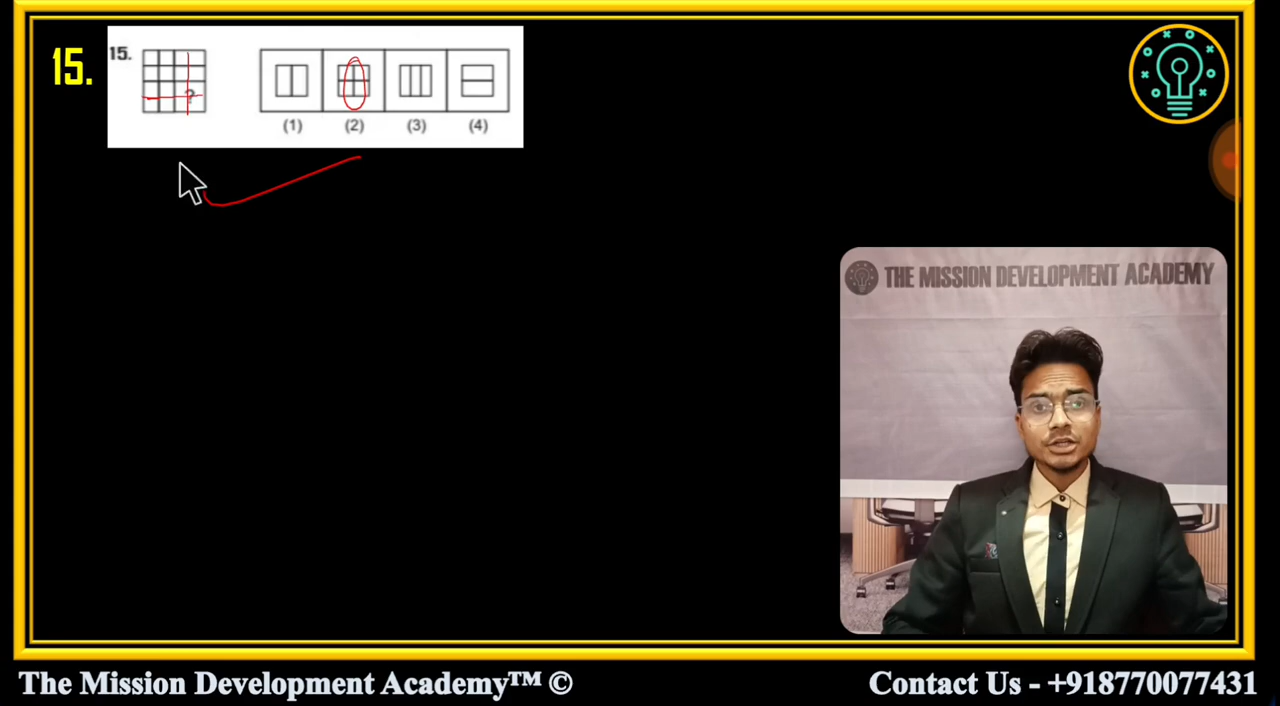 15.
15.
?
(1) (2) (3) (4)
THE MISSION DEVELOPMENT ACADEMY
The Mission Development Academy™ ©
Contact Us - +918770077431